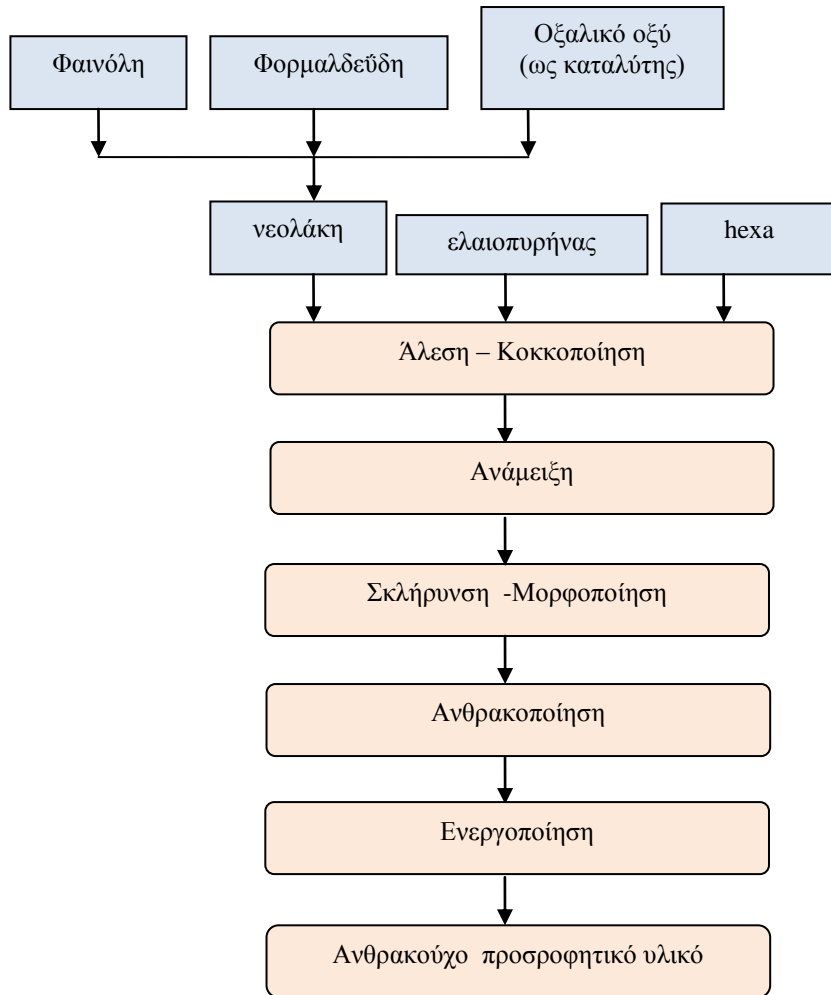 Φαινόλη
Φορμαλδεΰδη
Οξαλικό οξύ
(ως καταλύτης)
νεολάκη
ελαιοπυρήνας
hexa
Άλεση – Κοκκοποίηση
Ανάμειξη
Σκλήρυνση -Μορφοποίηση
Ανθρακοποίηση
Ενεργοποίηση
Ανθρακούχο προσροφητικό υλικό